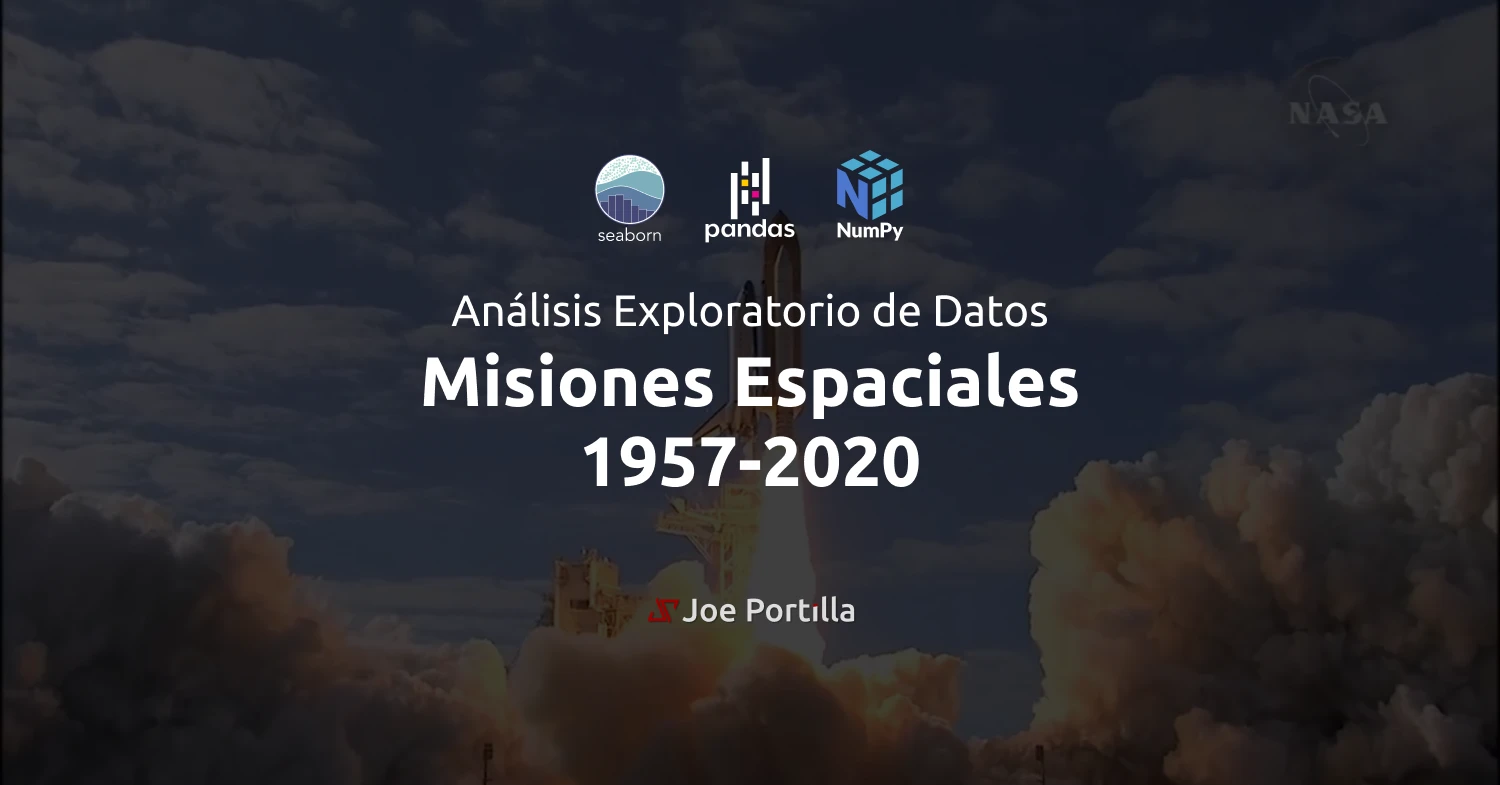 NASA
seaborn
pandas
NumPy
Análisis Exploratorio de Datos
Misiones Espaciales
1957-2020
Joe Portilla